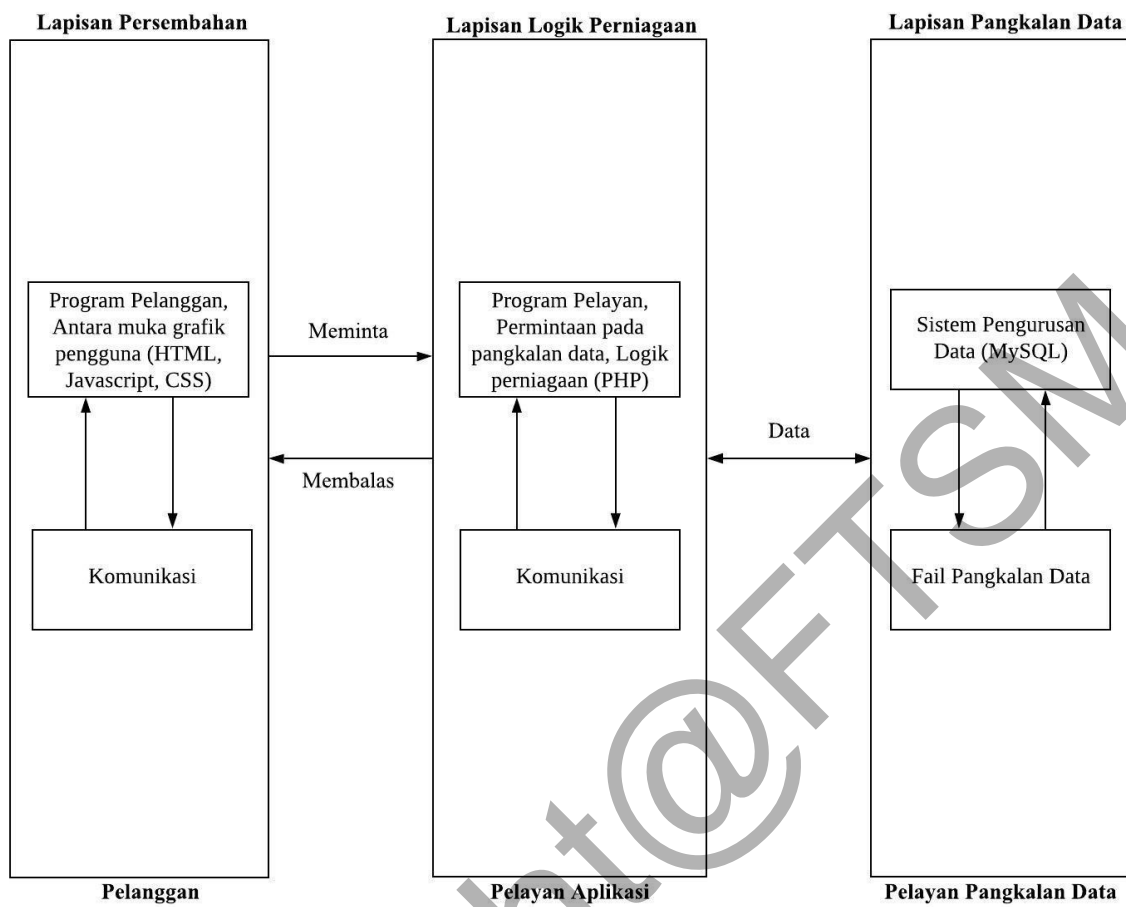 Lapisan Persembahan
Lapisan Logik Perniagaan
Lapisan Pangkalan Data
Program Pelanggan,
Antara muka grafik
pengguna (HTML,
Javascript, CSS)
Meminta
Program Pelayan,
Permintaan pada
pangkalan data, Logik
perniagaan (PHP)
Sistem Pengurusan
Data (MySQL)
Membalas
Data
Komunikasi
Komunikasi
Fail Pangkalan Data
Pelanggan
Pelayan Aplikasi
Pelayan Pangkalan Data
ht@FTSM